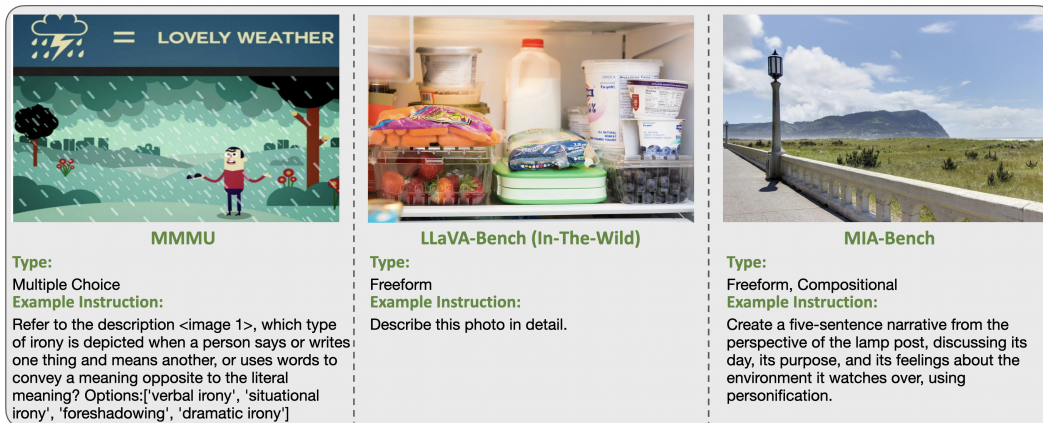 = LOVELY WEATHER
MMMU
Type:
Multiple Choice
Example Instruction:
Refer to the description <image 1>, which type
of irony is depicted when a person says or writes
one thing and means another, or uses words to
convey a meaning opposite to the literal
meaning? Options:['verbal irony', 'situational
irony', 'foreshadowing', 'dramatic irony']
LLaVA-Bench (In-The-Wild)
Type:
Freeform
Example Instruction:
Describe this photo in detail.
MIA-Bench
Type:
Freeform, Compositional
Example Instruction:
Create a five-sentence narrative from the
perspective of the lamp post, discussing its
day, its purpose, and its feelings about the
environment it watches over, using
personification.